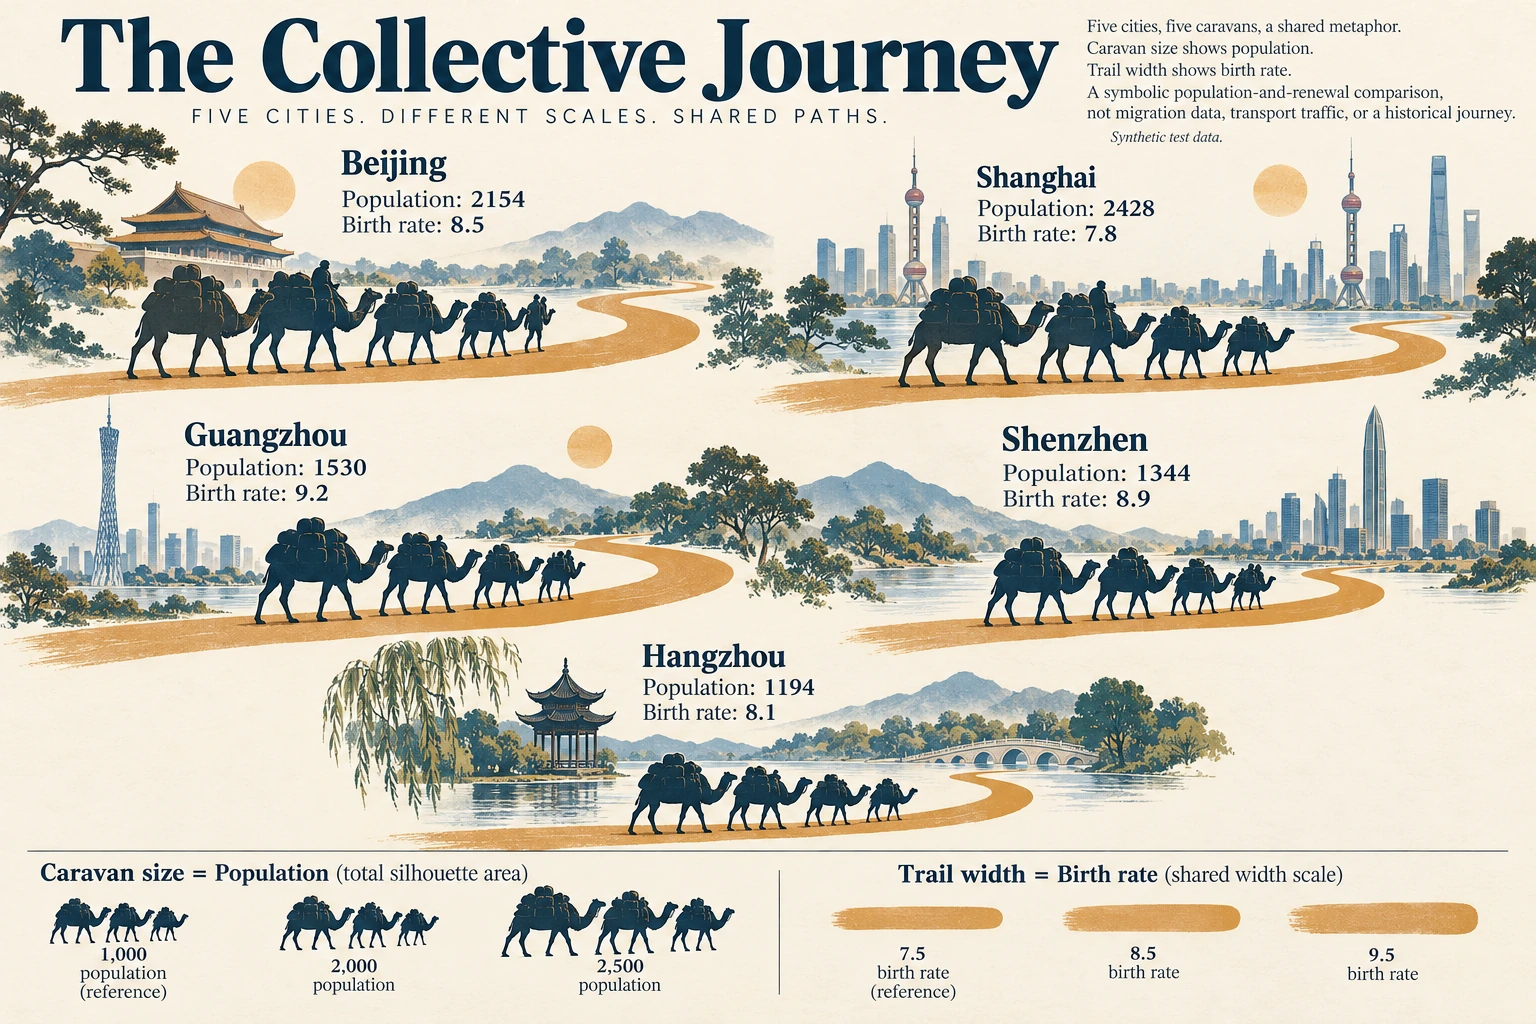 The Collective Journey
FIVE CITIES. DIFFERENT SCALES. SHARED PATHS.
Five cities, five caravans, a shared metaphor.
Caravan size shows population.
Trail width shows birth rate.
A symbolic population-and-renewal comparison,
not migration data, transport traffic, or a historical journey.
Synthetic test data.
Beijing
Population: 2154
Birth rate: 8.5
Shanghai
Population: 2428
Birth rate: 7.8
Guangzhou
Population: 1530
Birth rate: 9.2
Shenzhen
Population: 1344
Birth rate: 8.9
Hangzhou
Population: 1194
Birth rate: 8.1
Caravan size = Population (total silhouette area)
1,000
population
(reference)
2,000
population
2,500
population
Trail width = Birth rate (shared width scale)
7.5
birth rate
(reference)
8.5
birth rate
9.5
birth rate